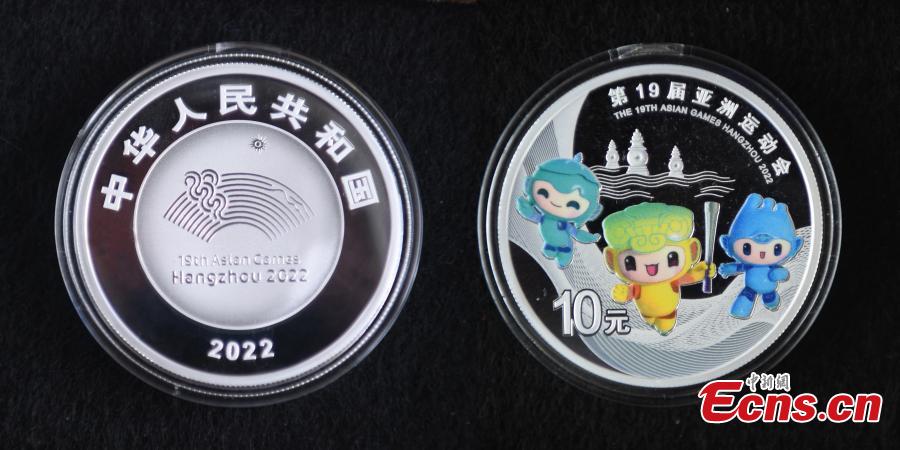 中华人民共和国
19th Asian Games
Hangzhou 2022
2022
第19届亚洲运动会
THE 19TH ASIAN GAMES HANGZHOU 2022
10元
中新網
Ecns.cn